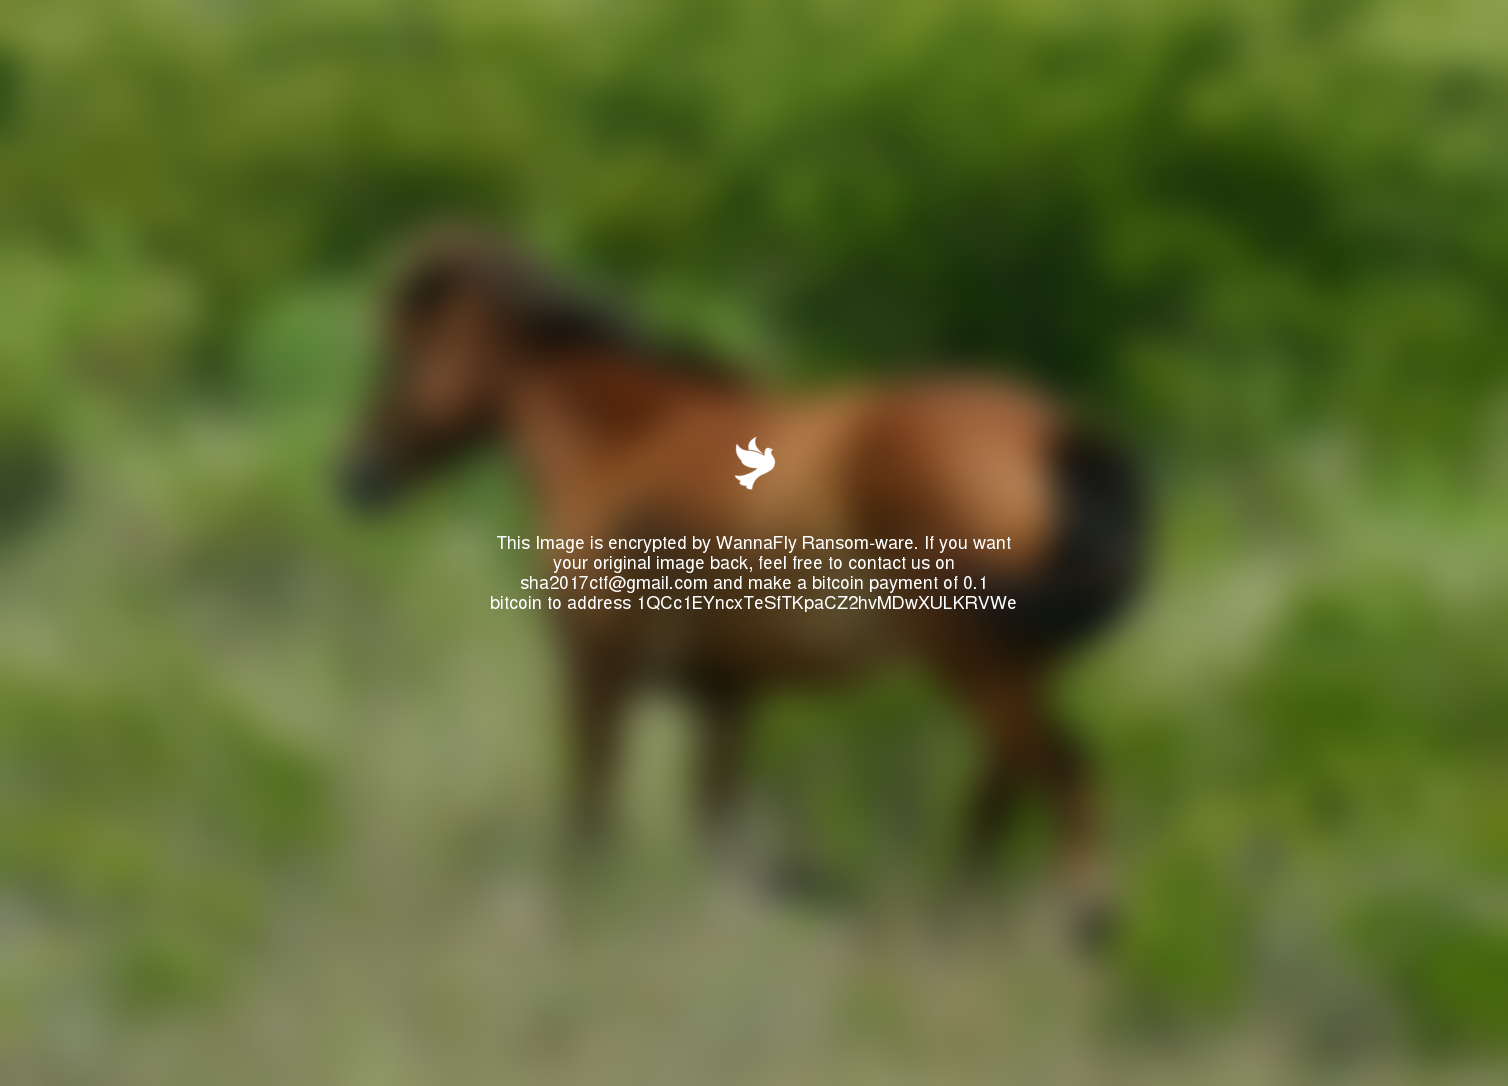 This Image is encrypted by WannaFly Ransom-ware. If you want
your original image back, feel free to contact us on
sha2017ctf@gmail.com and make a bitcoin payment of 0.1
bitcoin to address 1QCc1EYncxTeSfTKpaCZ2hvMDwXULKRVWe